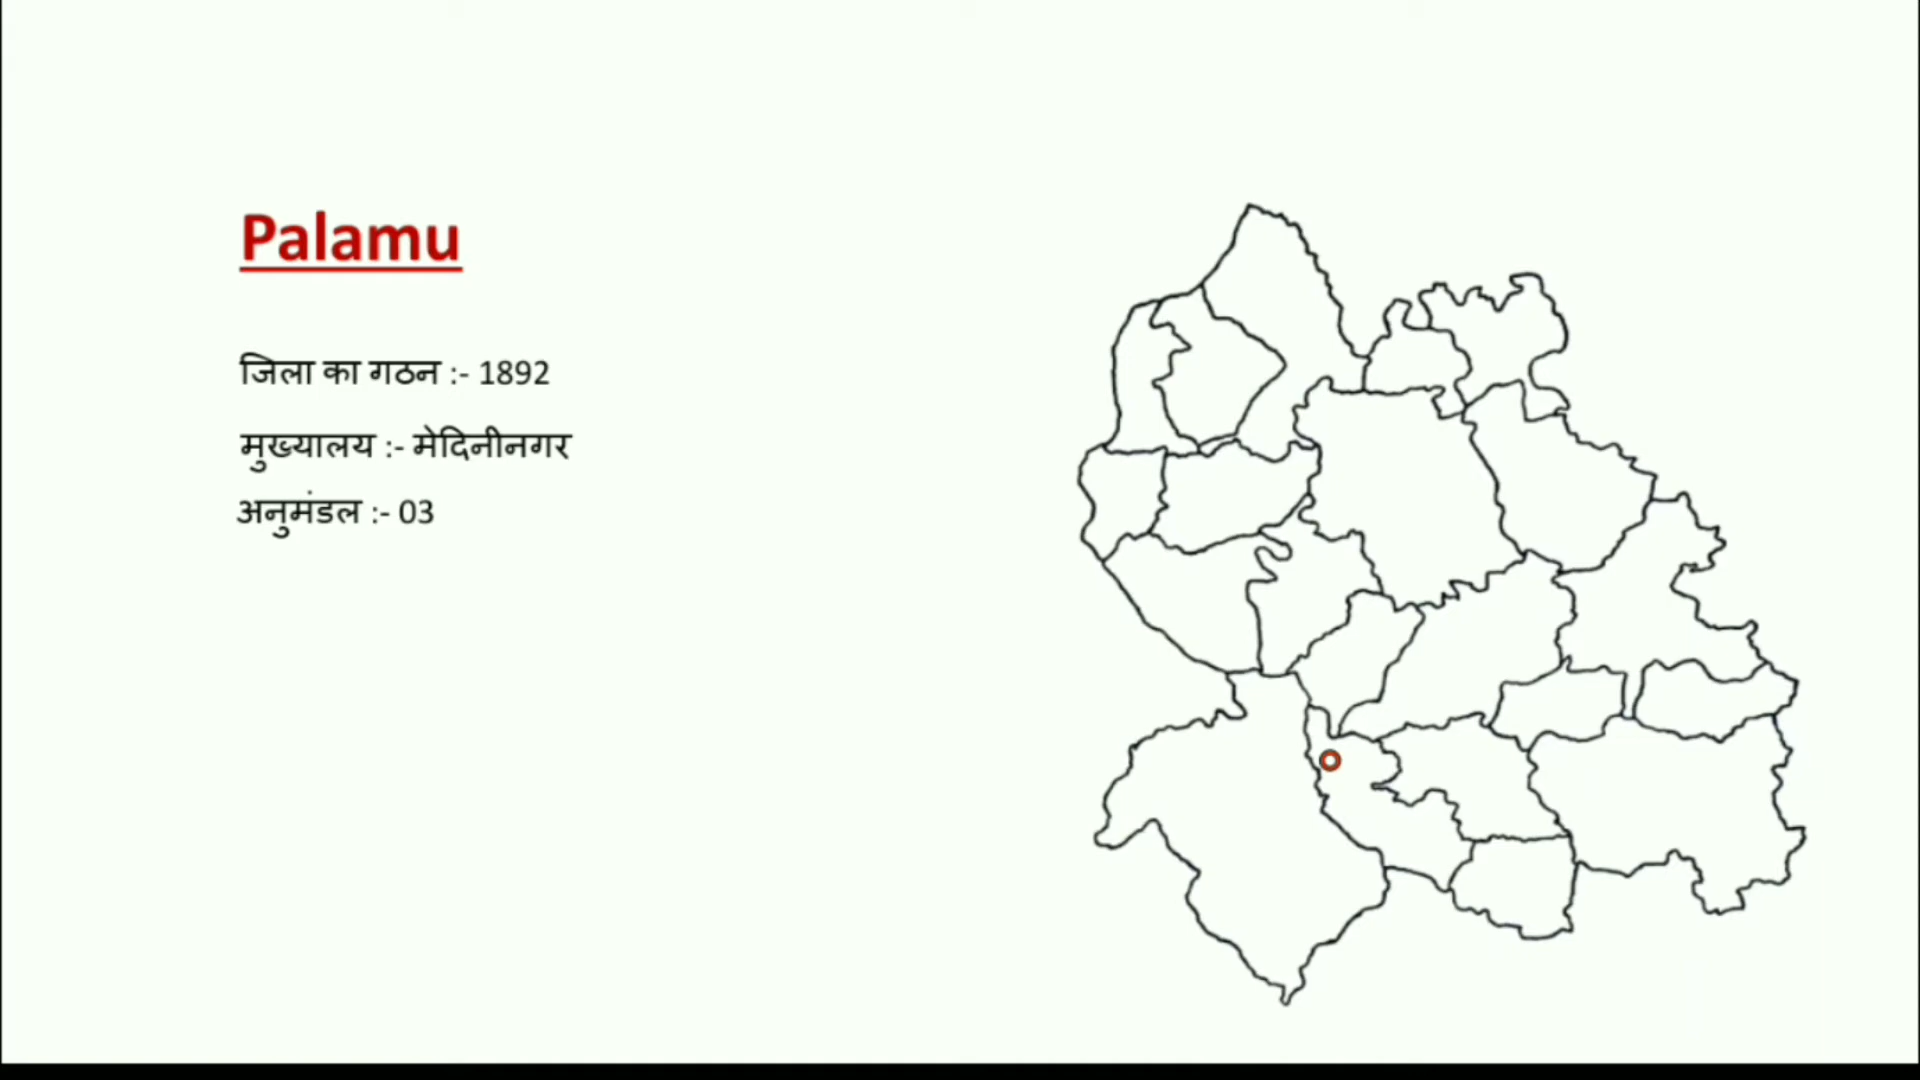 Palamu
जिला का गठन :- 1892
मुख्यालय :- मेदिनीनगर
अनुमंडल :- 03